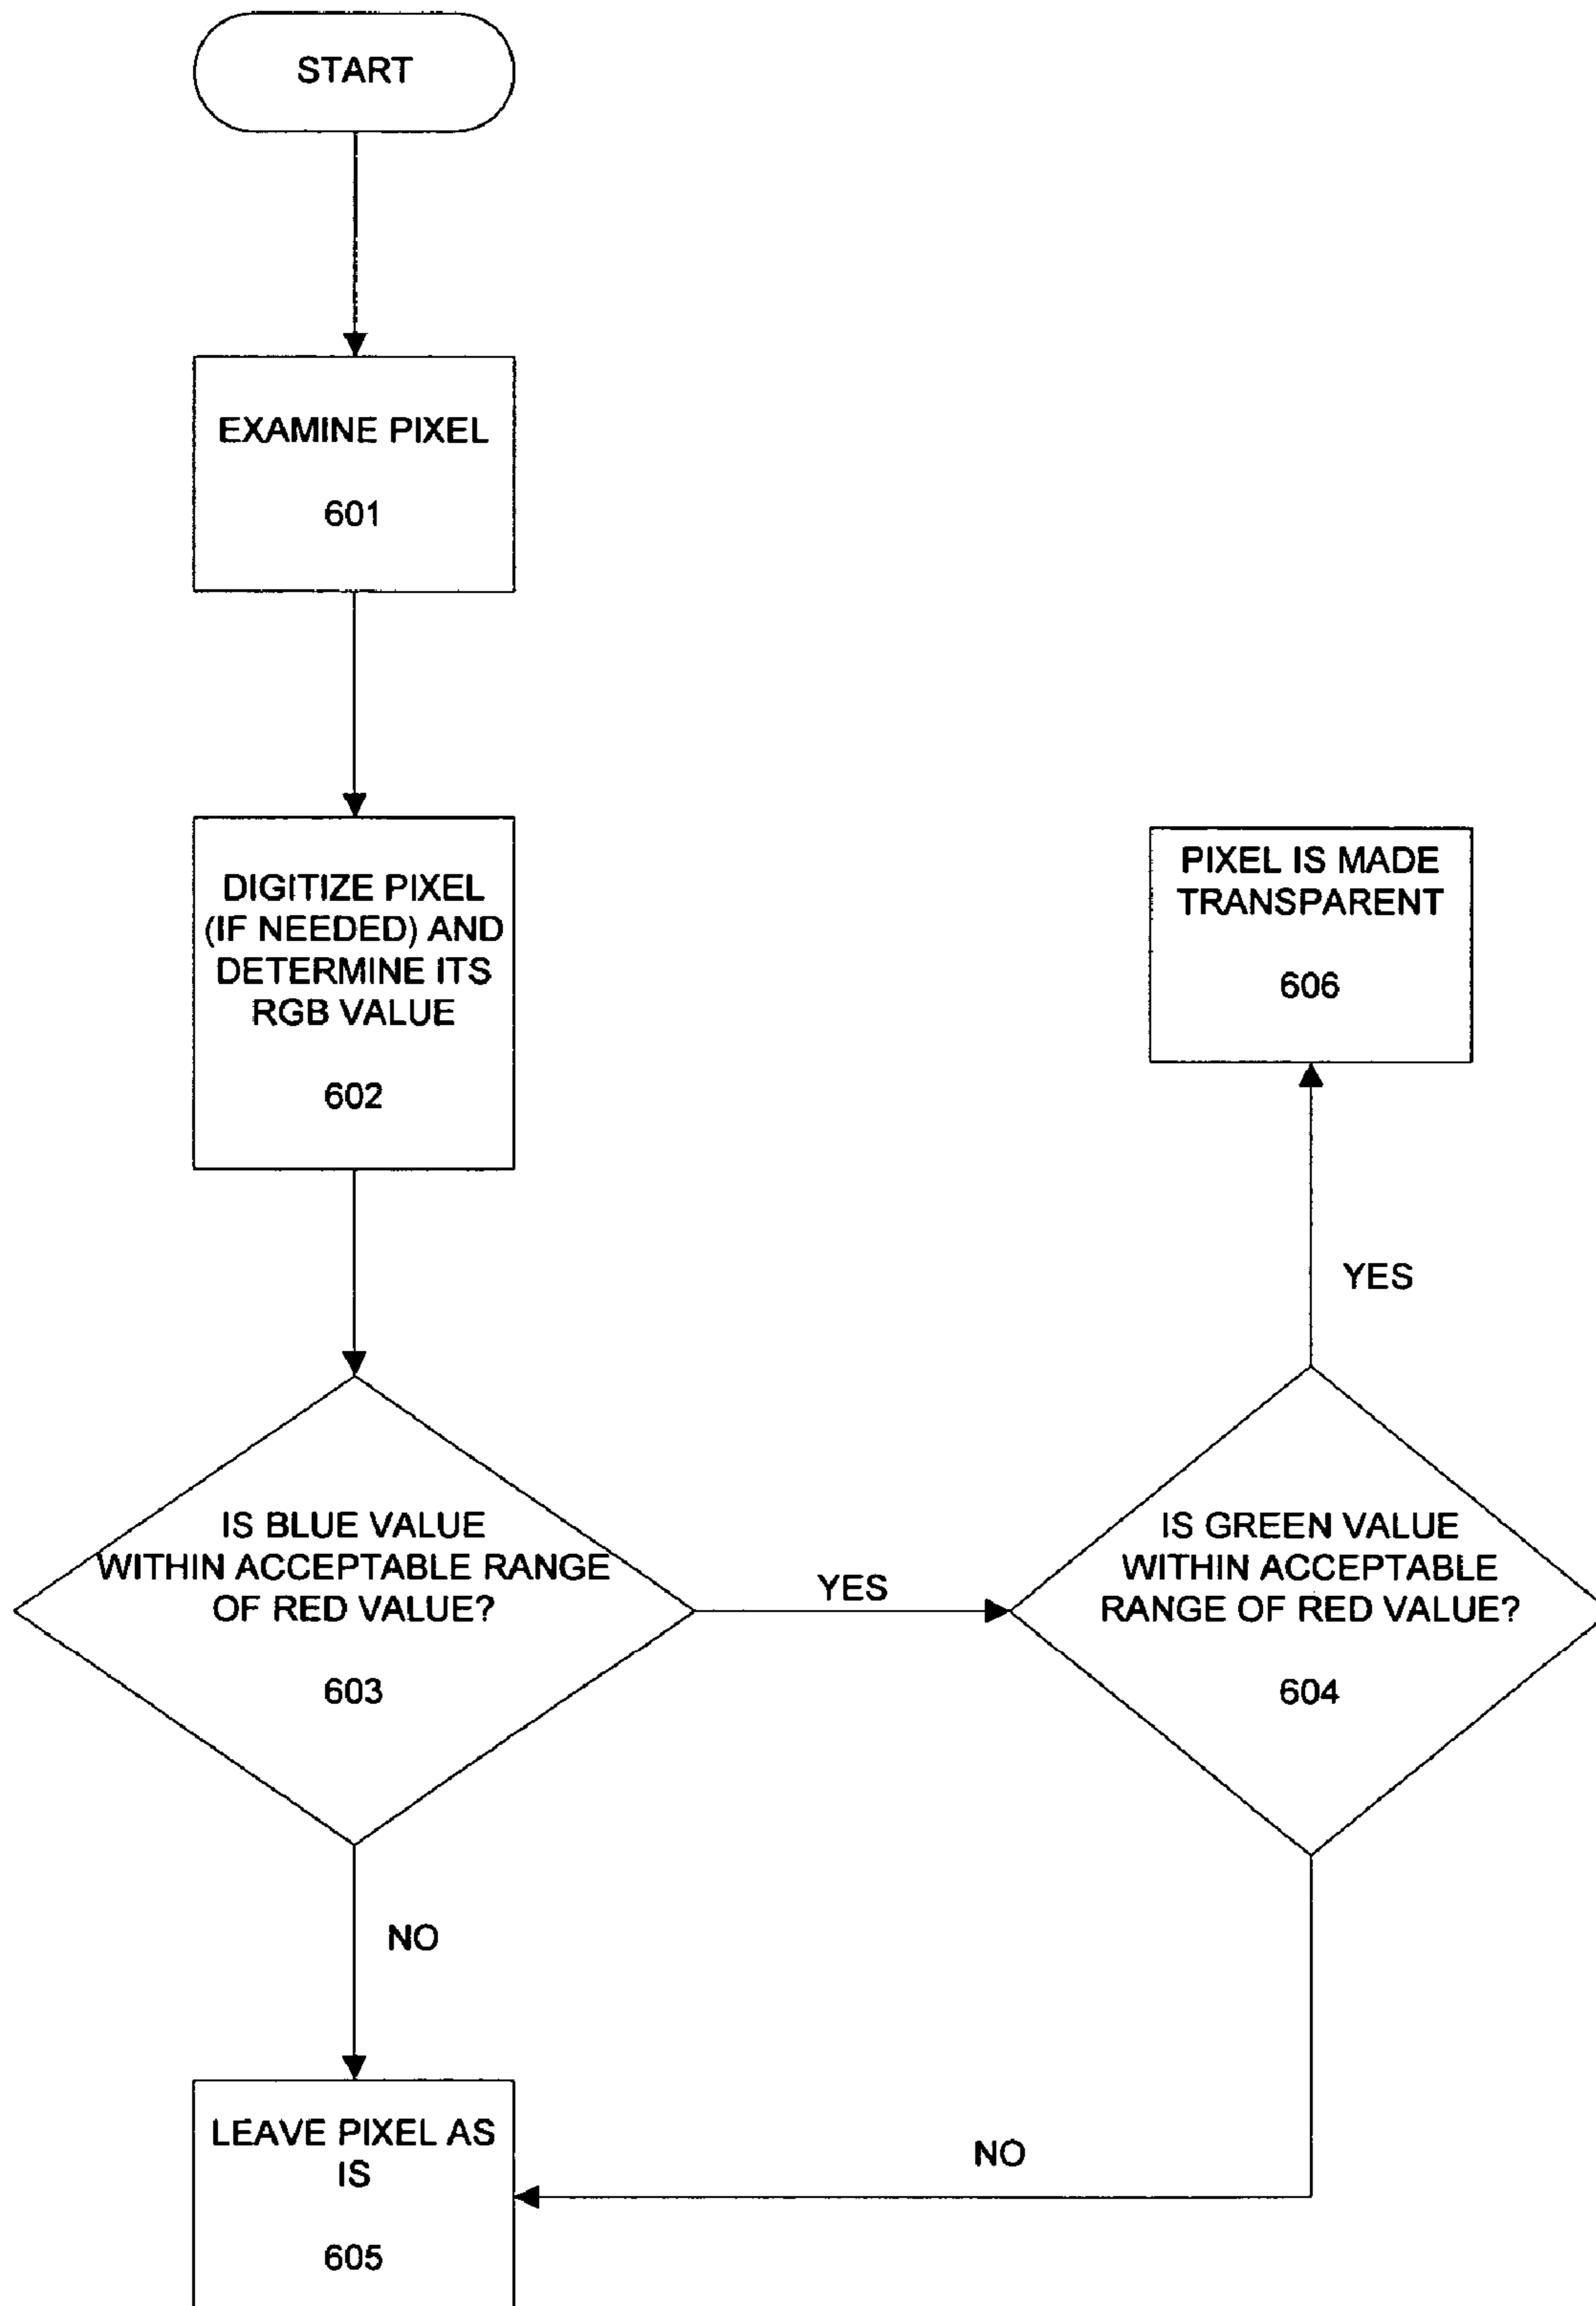 START
EXAMINE PIXEL
601
DIGITIZE PIXEL
(IF NEEDED) AND
DETERMINE ITS
RGB VALUE
602
PIXEL IS MADE
TRANSPARENT
606
YES
IS BLUE VALUE
WITHIN ACCEPTABLE RANGE
OF RED VALUE?
603
YES
IS GREEN VALUE
WITHIN ACCEPTABLE
RANGE OF RED VALUE?
604
NO
LEAVE PIXEL AS
IS
605
NO